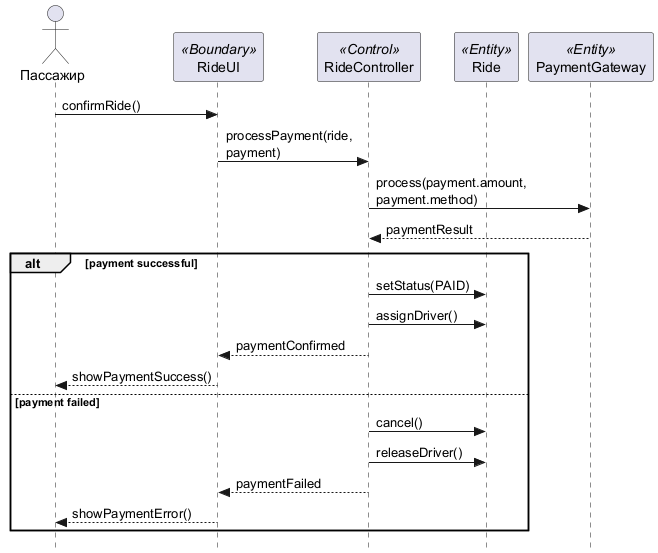 Пассажир
«Boundary»
RideUI
«Control»
RideController
«Entity»
Ride
«Entity»
PaymentGateway
confirmRide()
processPayment(ride,
payment)
process(payment.amount,
payment.method)
paymentResult
alt
[payment successful]
setStatus(PAID)
assignDriver()
paymentConfirmed
showPaymentSuccess()
[payment failed]
cancel()
releaseDriver()
paymentFailed
showPaymentError()